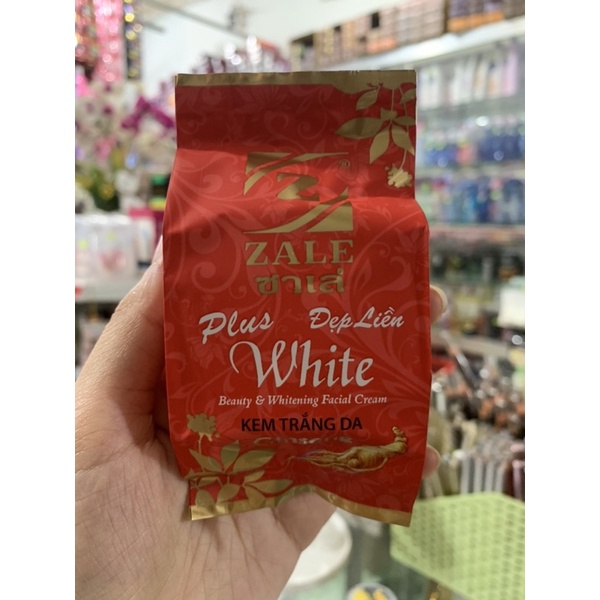 Z
ZALE
ซาเล่
Plus Đẹp Liền
White
Beauty & Whitening Facial Cream
KEM TRẮNG DA